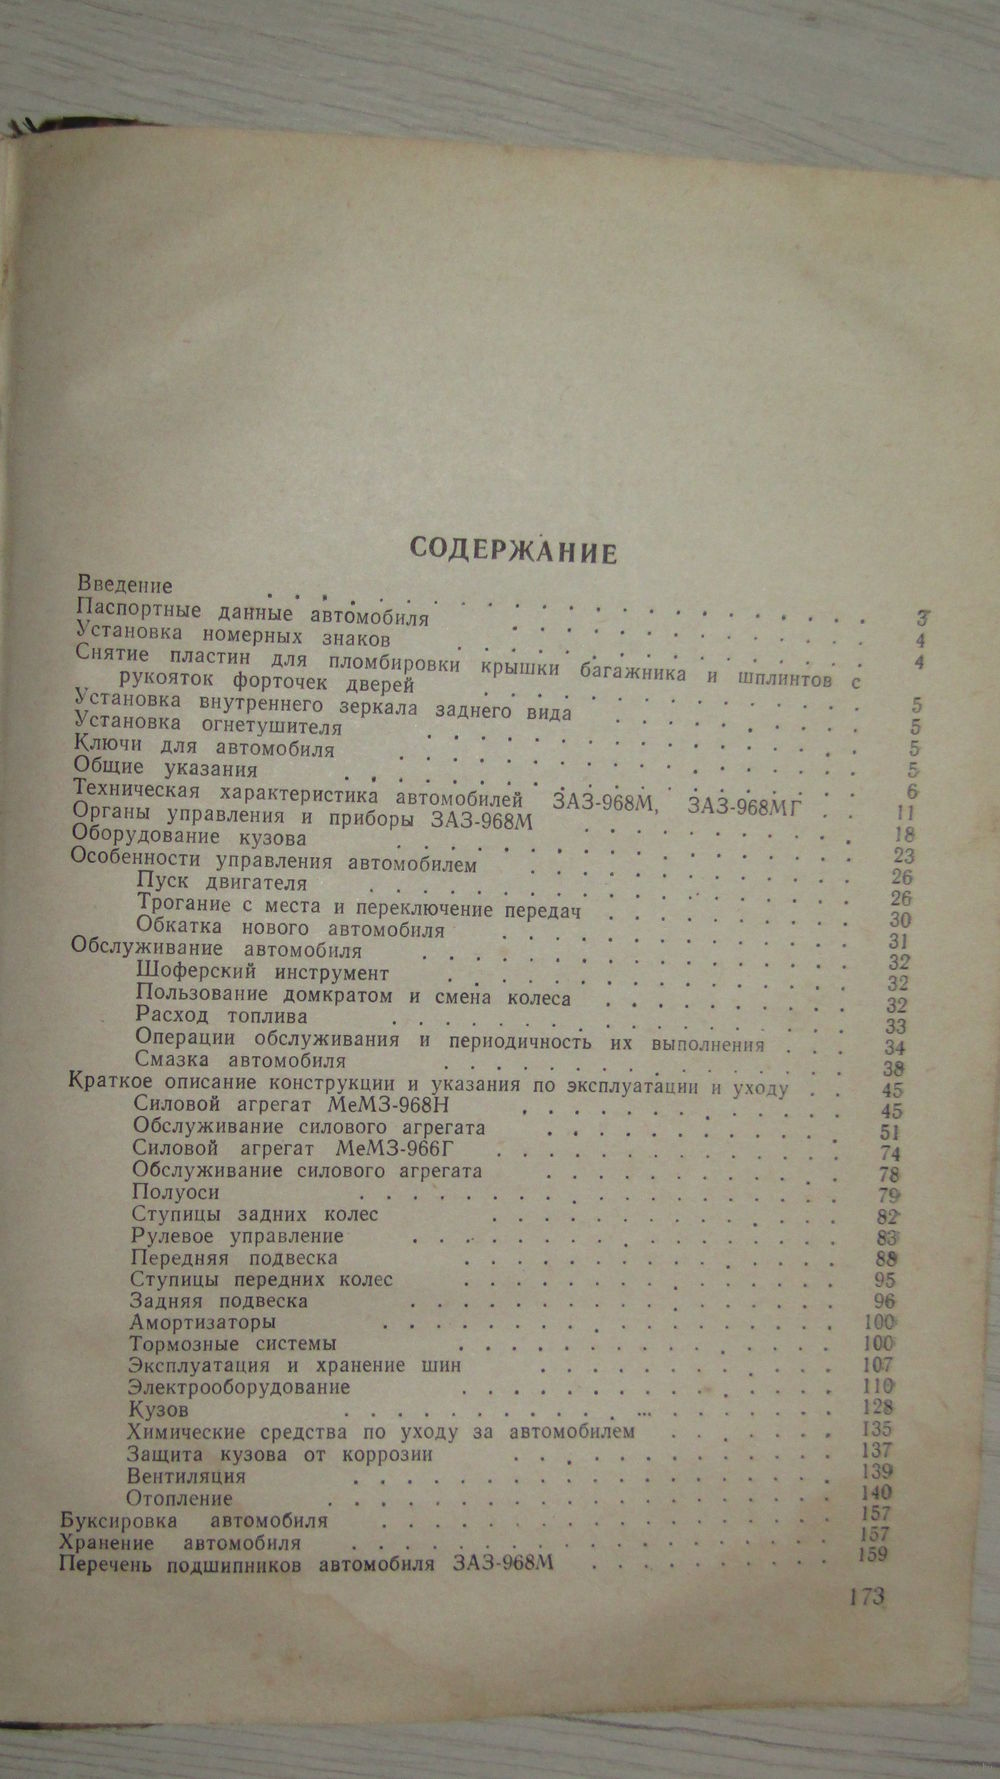 СОДЕРЖАНИЕ
Введение . . . . . . . . . . 3
Паспортные данные автомобиля . . . . . . . . . . 4
Установка номерных знаков . . . . . . . . . . 4
Снятие пластин для пломбировки крышки багажника и шплинтов с
рукояток форточек дверей . . . . . . . . . . 5
Установка внутреннего зеркала заднего вида . . . . . . . . . . 5
Установка огнетушителя . . . . . . . . . . 5
Ключи для автомобиля . . . . . . . . . . 5
Общие указания . . . . . . . . . . 6
Техническая характеристика автомобилей ЗАЗ-968М, ЗАЗ-968МГ . . 11
Органы управления и приборы ЗАЗ-968М . . . . . . . . . . 18
Оборудование кузова . . . . . . . . . . 23
Особенности управления автомобилем . . . . . . . . . . 26
Пуск двигателя . . . . . . . . . . 26
Трогание с места и переключение передач . . . . . . . . . . 30
Обкатка нового автомобиля . . . . . . . . . . 31
Обслуживание автомобиля . . . . . . . . . . 32
Шоферский инструмент . . . . . . . . . . 32
Пользование домкратом и смена колеса . . . . . . . . . . 32
Расход топлива . . . . . . . . . . 33
Операции обслуживания и периодичность их выполнения . . . 34
Смазка автомобиля . . . . . . . . . . 38
Краткое описание конструкции и указания по эксплуатации и уходу . . 45
Силовой агрегат МеМЗ-968Н . . . . . . . . . . 45
Обслуживание силового агрегата . . . . . . . . . . 51
Силовой агрегат МеМЗ-966Г . . . . . . . . . . 74
Обслуживание силового агрегата . . . . . . . . . . 78
Полуоси . . . . . . . . . . 79
Ступицы задних колес . . . . . . . . . . 82
Рулевое управление . . . . . . . . . . 83
Передняя подвеска . . . . . . . . . . 88
Ступицы передних колес . . . . . . . . . . 95
Задняя подвеска . . . . . . . . . . 96
Амортизаторы . . . . . . . . . . 100
Тормозные системы . . . . . . . . . . 100
Эксплуатация и хранение шин . . . . . . . . . . 107
Электрооборудование . . . . . . . . . . 110
Кузов . . . . . . . . . . 128
Химические средства по уходу за автомобилем . . . . . . . 135
Защита кузова от коррозии . . . . . . . . . . 137
Вентиляция . . . . . . . . . . 139
Отопление . . . . . . . . . . 140
Буксировка автомобиля . . . . . . . . . . 157
Хранение автомобиля . . . . . . . . . . 157
Перечень подшипников автомобиля ЗАЗ-968М . . . . . . . . . . 159
173